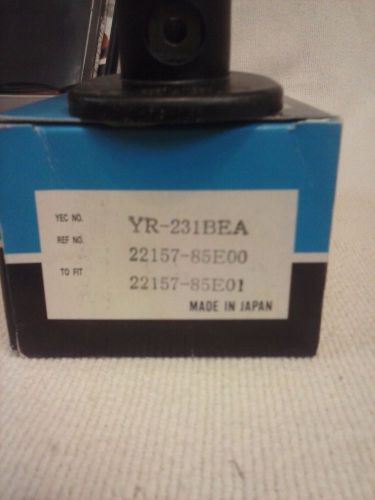 YEC NO. YR-231BEA
REF NO. 22157-85E00
TO FIT 22157-85E01
MADE IN JAPAN